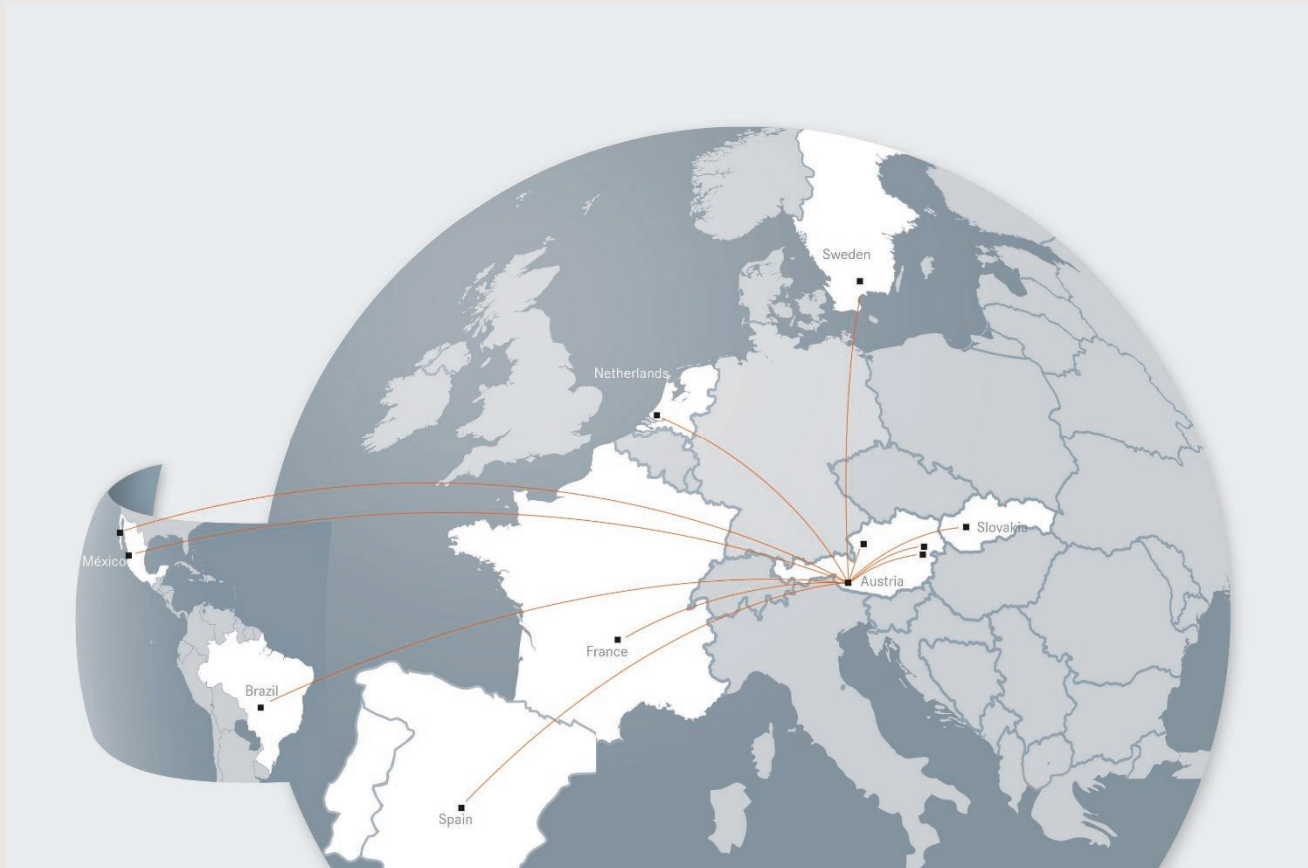 Sweden
Netherlands
Slovakia
México
Austria
France
Brazil
Spain